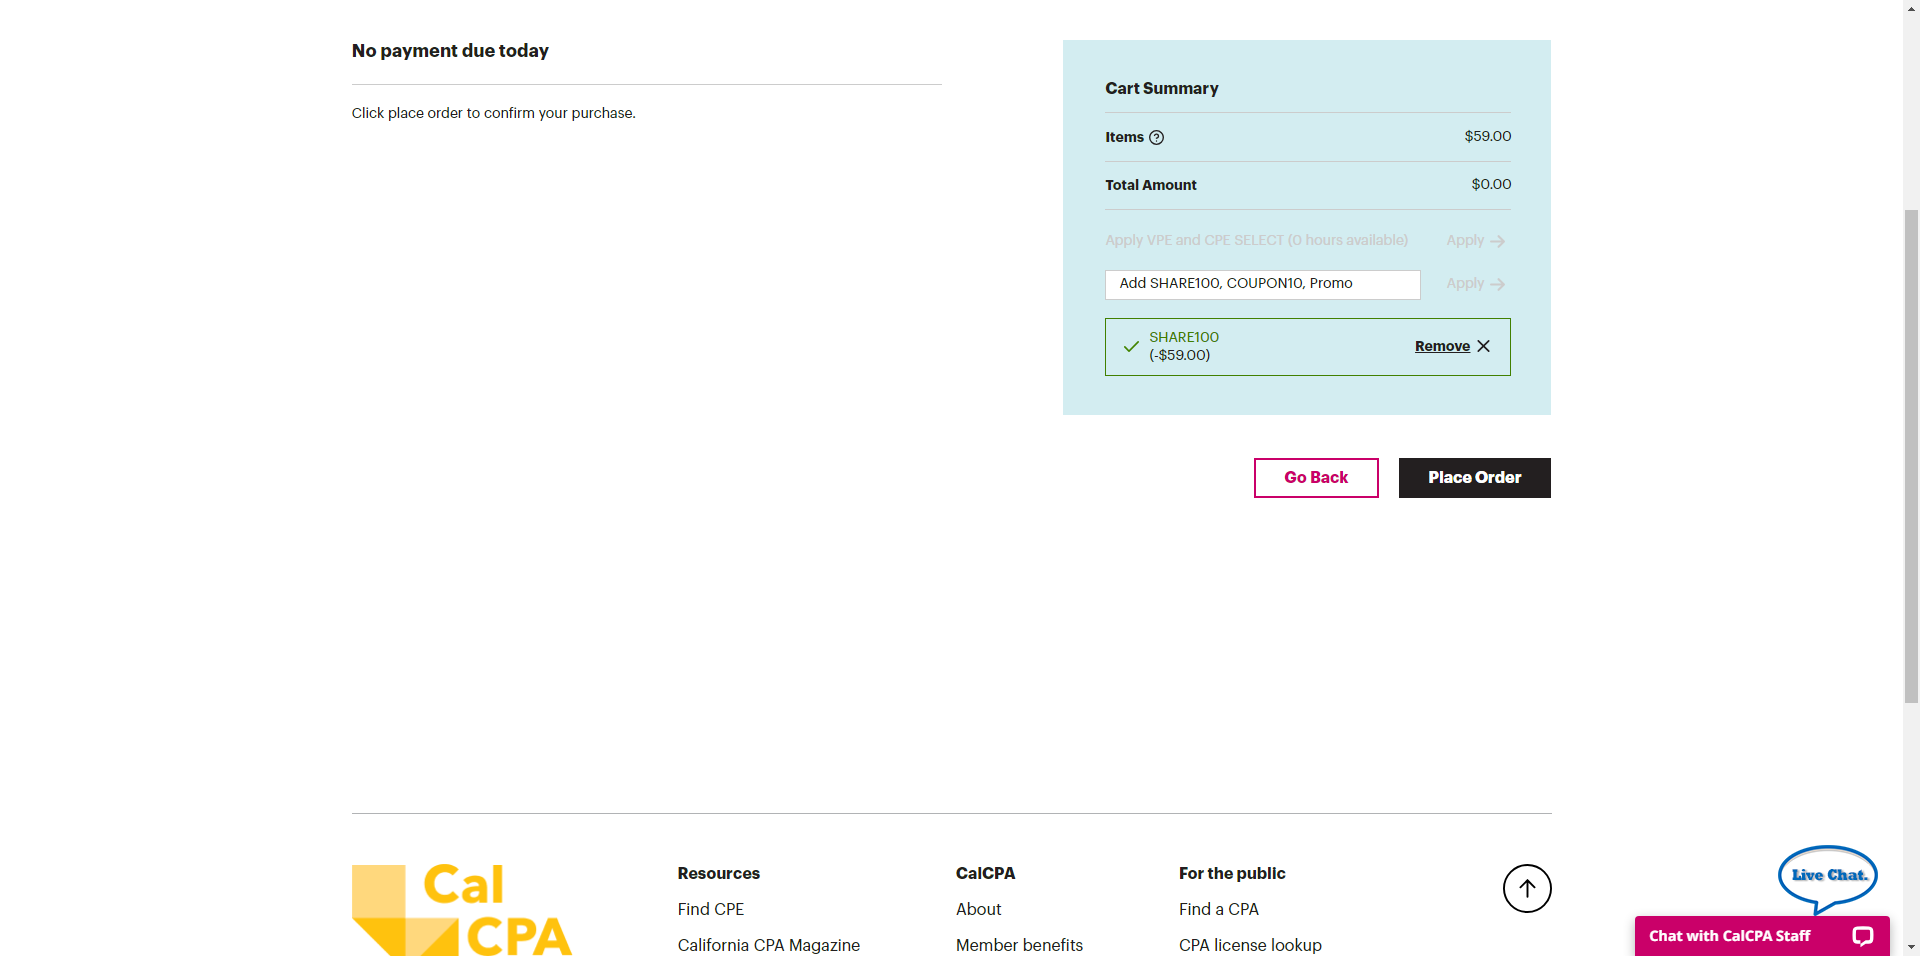 No payment due today
Click place order to confirm your purchase.
Cart Summary
Items $59.00
Total Amount $0.00
Apply VPE and CPE SELECT (0 hours available) Apply
Add SHARE100, COUPON10, Promo Apply
SHARE100
(-$59.00)
Remove
Go Back
Place Order
Cal
CPA
Resources
Find CPE
California CPA Magazine
CalCPA
About
Member benefits
For the public
Find a CPA
CPA license lookup
Live Chat.
Chat with CalCPA Staff